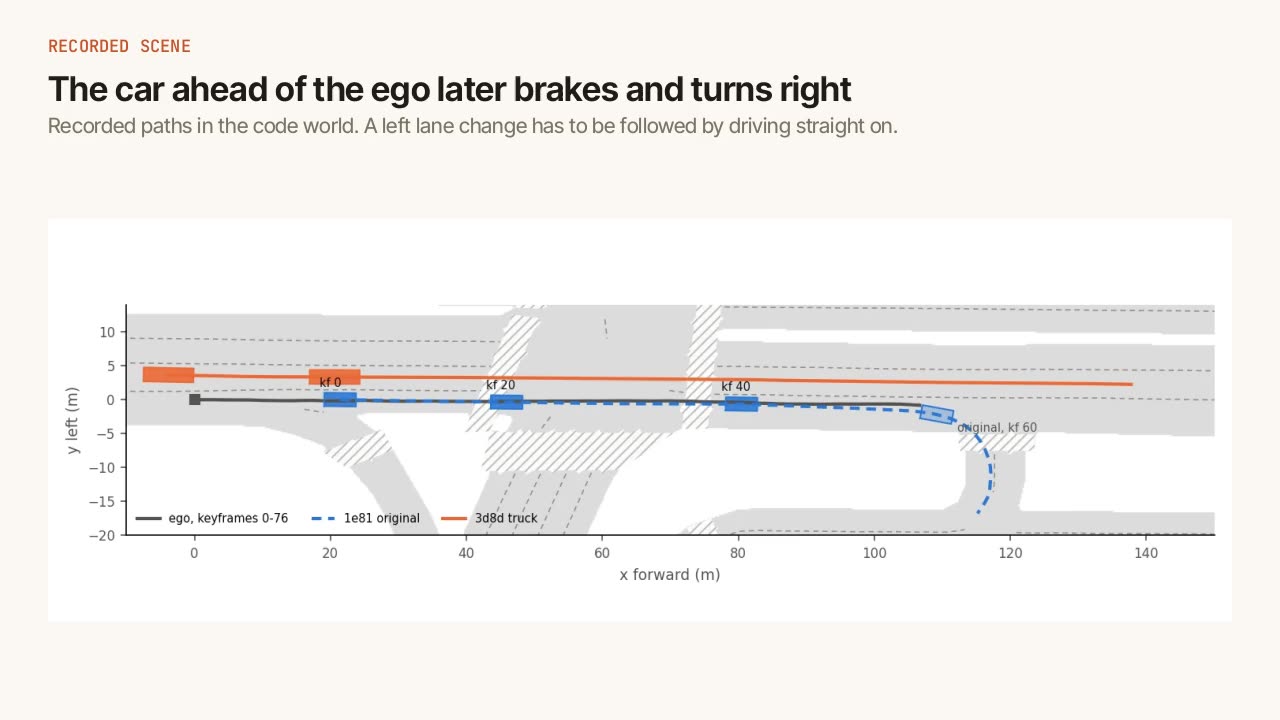 RECORDED SCENE
The car ahead of the ego later brakes and turns right
Recorded paths in the code world. A left lane change has to be followed by driving straight on.
10
5
0
−5
−10
−15
−20
y left (m)
kf 0
kf 20
kf 40
original, kf 60
ego, keyframes 0-76
1e81 original
3d8d truck
0
20
40
60
80
100
120
140
x forward (m)